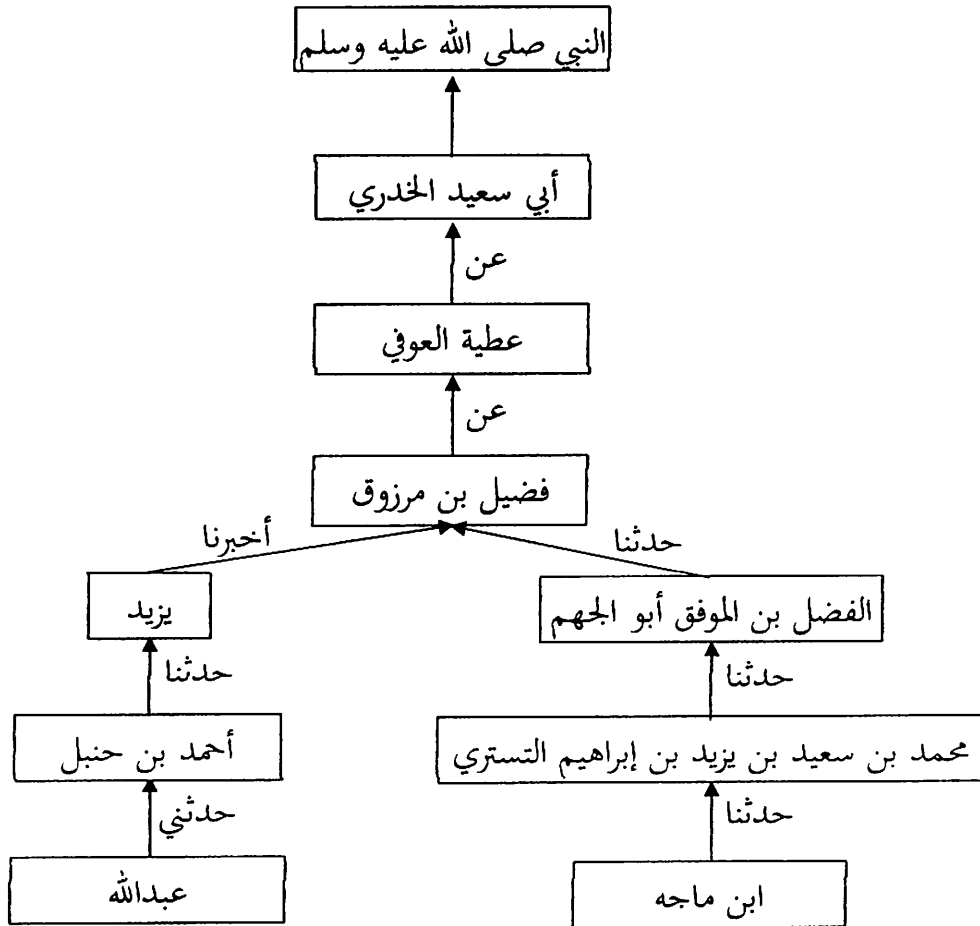 النبي صلى الله عليه وسلم
أبي سعيد الخدري
عن
عطية العوفي
عن
فضيل بن مرزوق
حدثنا
أخبرنا
الفضل بن الموفق أبو الجهم
يزيد
حدثنا
حدثنا
محمد بن سعيد بن يزيد بن إبراهيم التستري
أحمد بن حنبل
حدثنا
حدثني
ابن ماجه
عبدالله